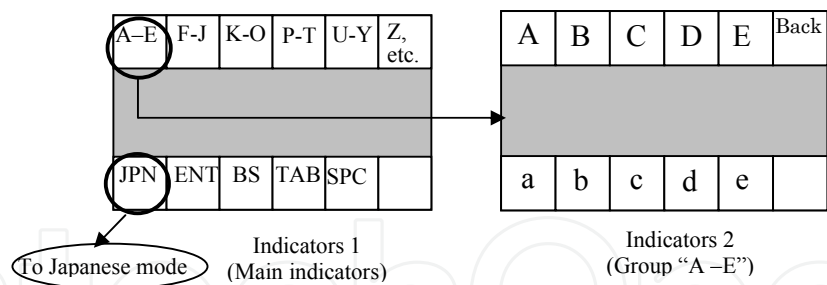 A–E F-J K-O P-T U-Y Z,
etc.
JPN ENT BS TAB SPC
To Japanese mode
Indicators 1
(Main indicators)
A B C D E Back
a b c d e
Indicators 2
(Group “A –E”)